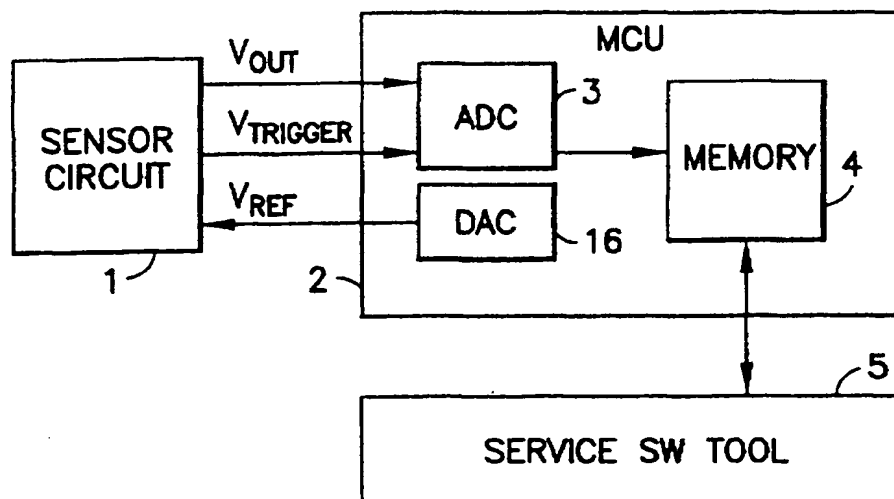 MCU
V_OUT
3
SENSOR
CIRCUIT
ADC
V_TRIGGER
MEMORY
V_REF
DAC
4
1
2
16
5
SERVICE SW TOOL